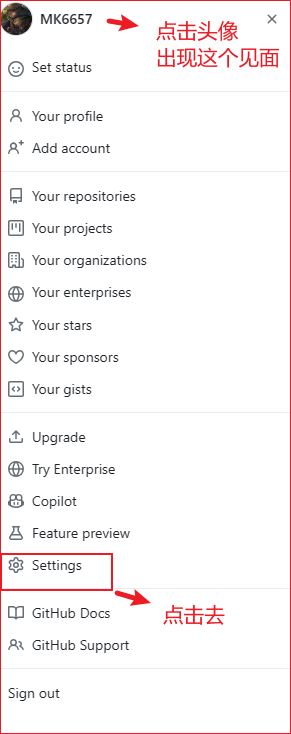 MK6657
点击头像
出现这个见面
Set status
Your profile
Add account
Your repositories
Your projects
Your organizations
Your enterprises
Your stars
Your sponsors
Your gists
Upgrade
Try Enterprise
Copilot
Feature preview
Settings
点击去
GitHub Docs
GitHub Support
Sign out